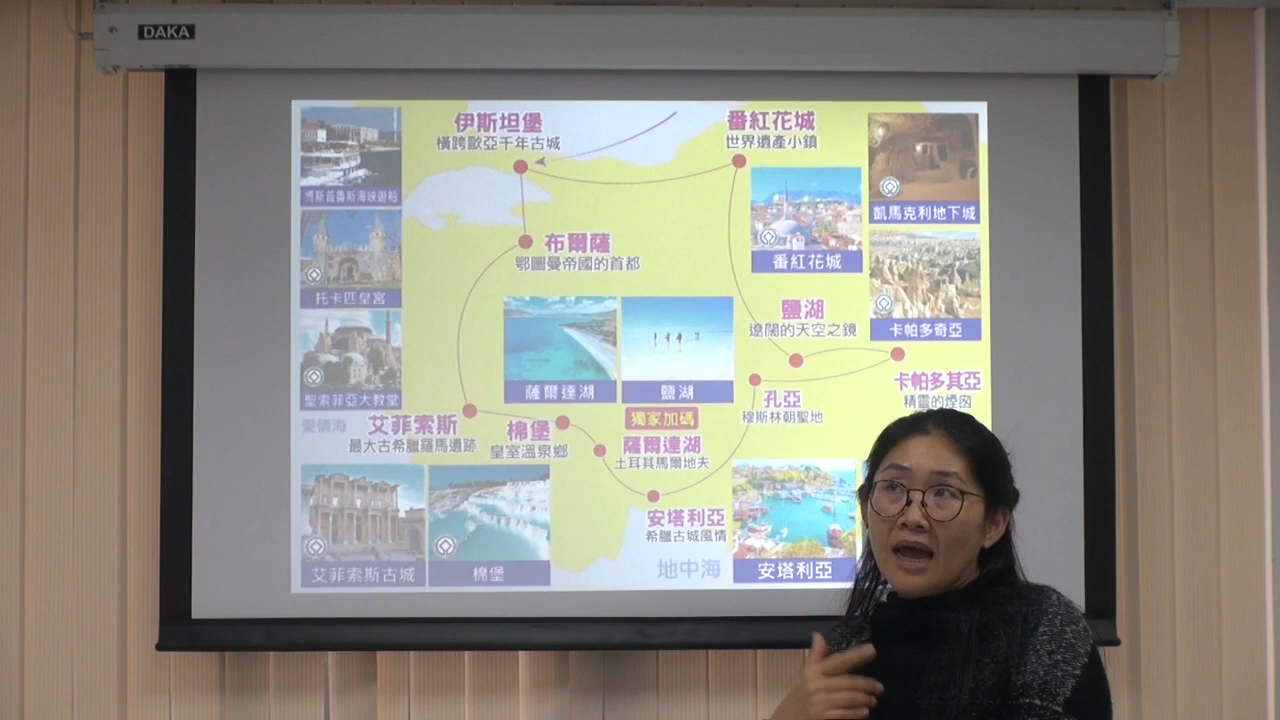 DAKA
伊斯坦堡
橫跨歐亞千年古城
番紅花城
世界遺產小鎮
博斯普魯斯海峽遊船
托卡匹皇宮
聖索菲亞大教堂
布爾薩
鄂圖曼帝國的首都
番紅花城
凱馬克利地下城
卡帕多奇亞
鹽湖
遼闊的天空之鏡
薩爾達湖
鹽湖
卡帕多其亞
精靈的煙囪
孔亞
穆斯林朝聖地
獨家加碼
愛情海
艾菲索斯
最大古希臘羅馬遺跡
棉堡
皇室溫泉鄉
薩爾達湖
土耳其馬爾地夫
安塔利亞
希臘古城風情
地中海
艾菲索斯古城
棉堡
安塔利亞